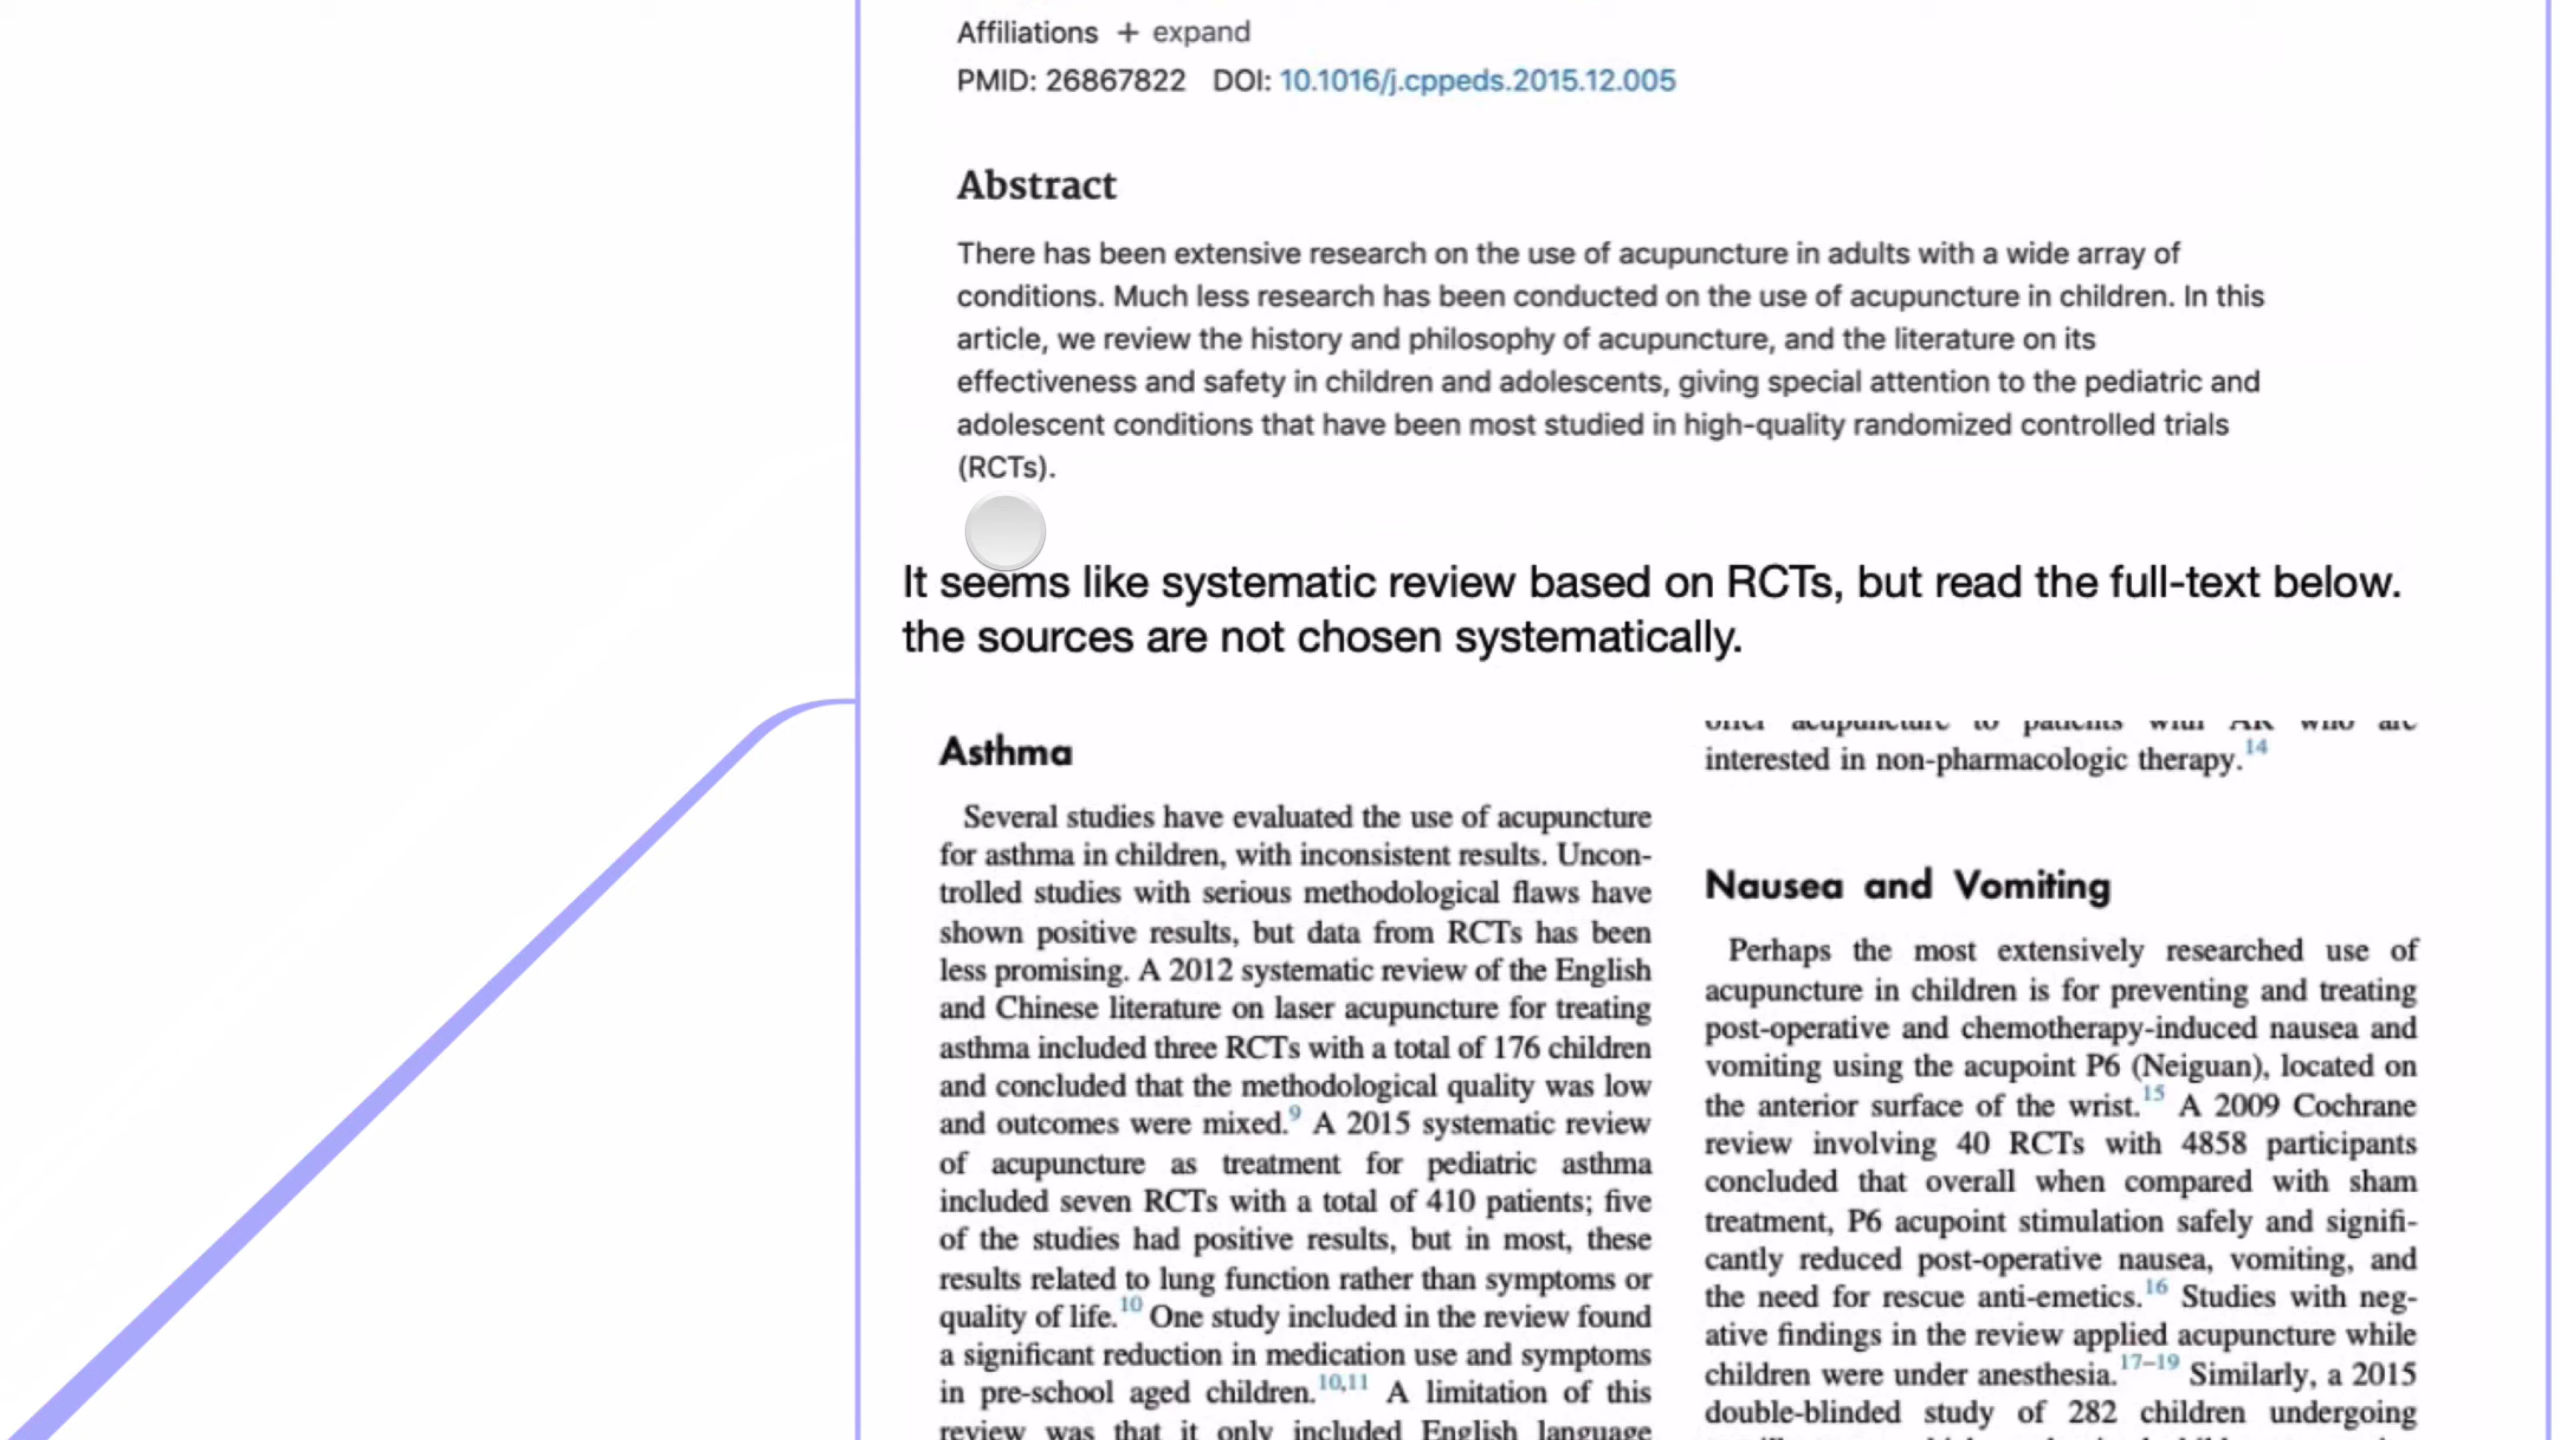 Affiliations + expand
PMID: 26867822 DOI: 10.1016/j.cppeds.2015.12.005
Abstract
There has been extensive research on the use of acupuncture in adults with a wide array of
conditions. Much less research has been conducted on the use of acupuncture in children. In this
article, we review the history and philosophy of acupuncture, and the literature on its
effectiveness and safety in children and adolescents, giving special attention to the pediatric and
adolescent conditions that have been most studied in high-quality randomized controlled trials
(RCTs).
It seems like systematic review based on RCTs, but read the full-text below.
the sources are not chosen systematically.
Asthma
Several studies have evaluated the use of acupuncture
for asthma in children, with inconsistent results. Uncon-
trolled studies with serious methodological flaws have
shown positive results, but data from RCTs has been
less promising. A 2012 systematic review of the English
and Chinese literature on laser acupuncture for treating
asthma included three RCTs with a total of 176 children
and concluded that the methodological quality was low
and outcomes were mixed.9 A 2015 systematic review
of acupuncture as treatment for pediatric asthma
included seven RCTs with a total of 410 patients; five
of the studies had positive results, but in most, these
results related to lung function rather than symptoms or
quality of life.10 One study included in the review found
a significant reduction in medication use and symptoms
in pre-school aged children.10,11 A limitation of this
review was that it only included English language
offer acupuncture to patients with AR who are
interested in non-pharmacologic therapy.14
Nausea and Vomiting
Perhaps the most extensively researched use of
acupuncture in children is for preventing and treating
post-operative and chemotherapy-induced nausea and
vomiting using the acupoint P6 (Neiguan), located on
the anterior surface of the wrist.15 A 2009 Cochrane
review involving 40 RCTs with 4858 participants
concluded that overall when compared with sham
treatment, P6 acupoint stimulation safely and signifi-
cantly reduced post-operative nausea, vomiting, and
the need for rescue anti-emetics.16 Studies with neg-
ative findings in the review applied acupuncture while
children were under anesthesia.17–19 Similarly, a 2015
double-blinded study of 282 children undergoing